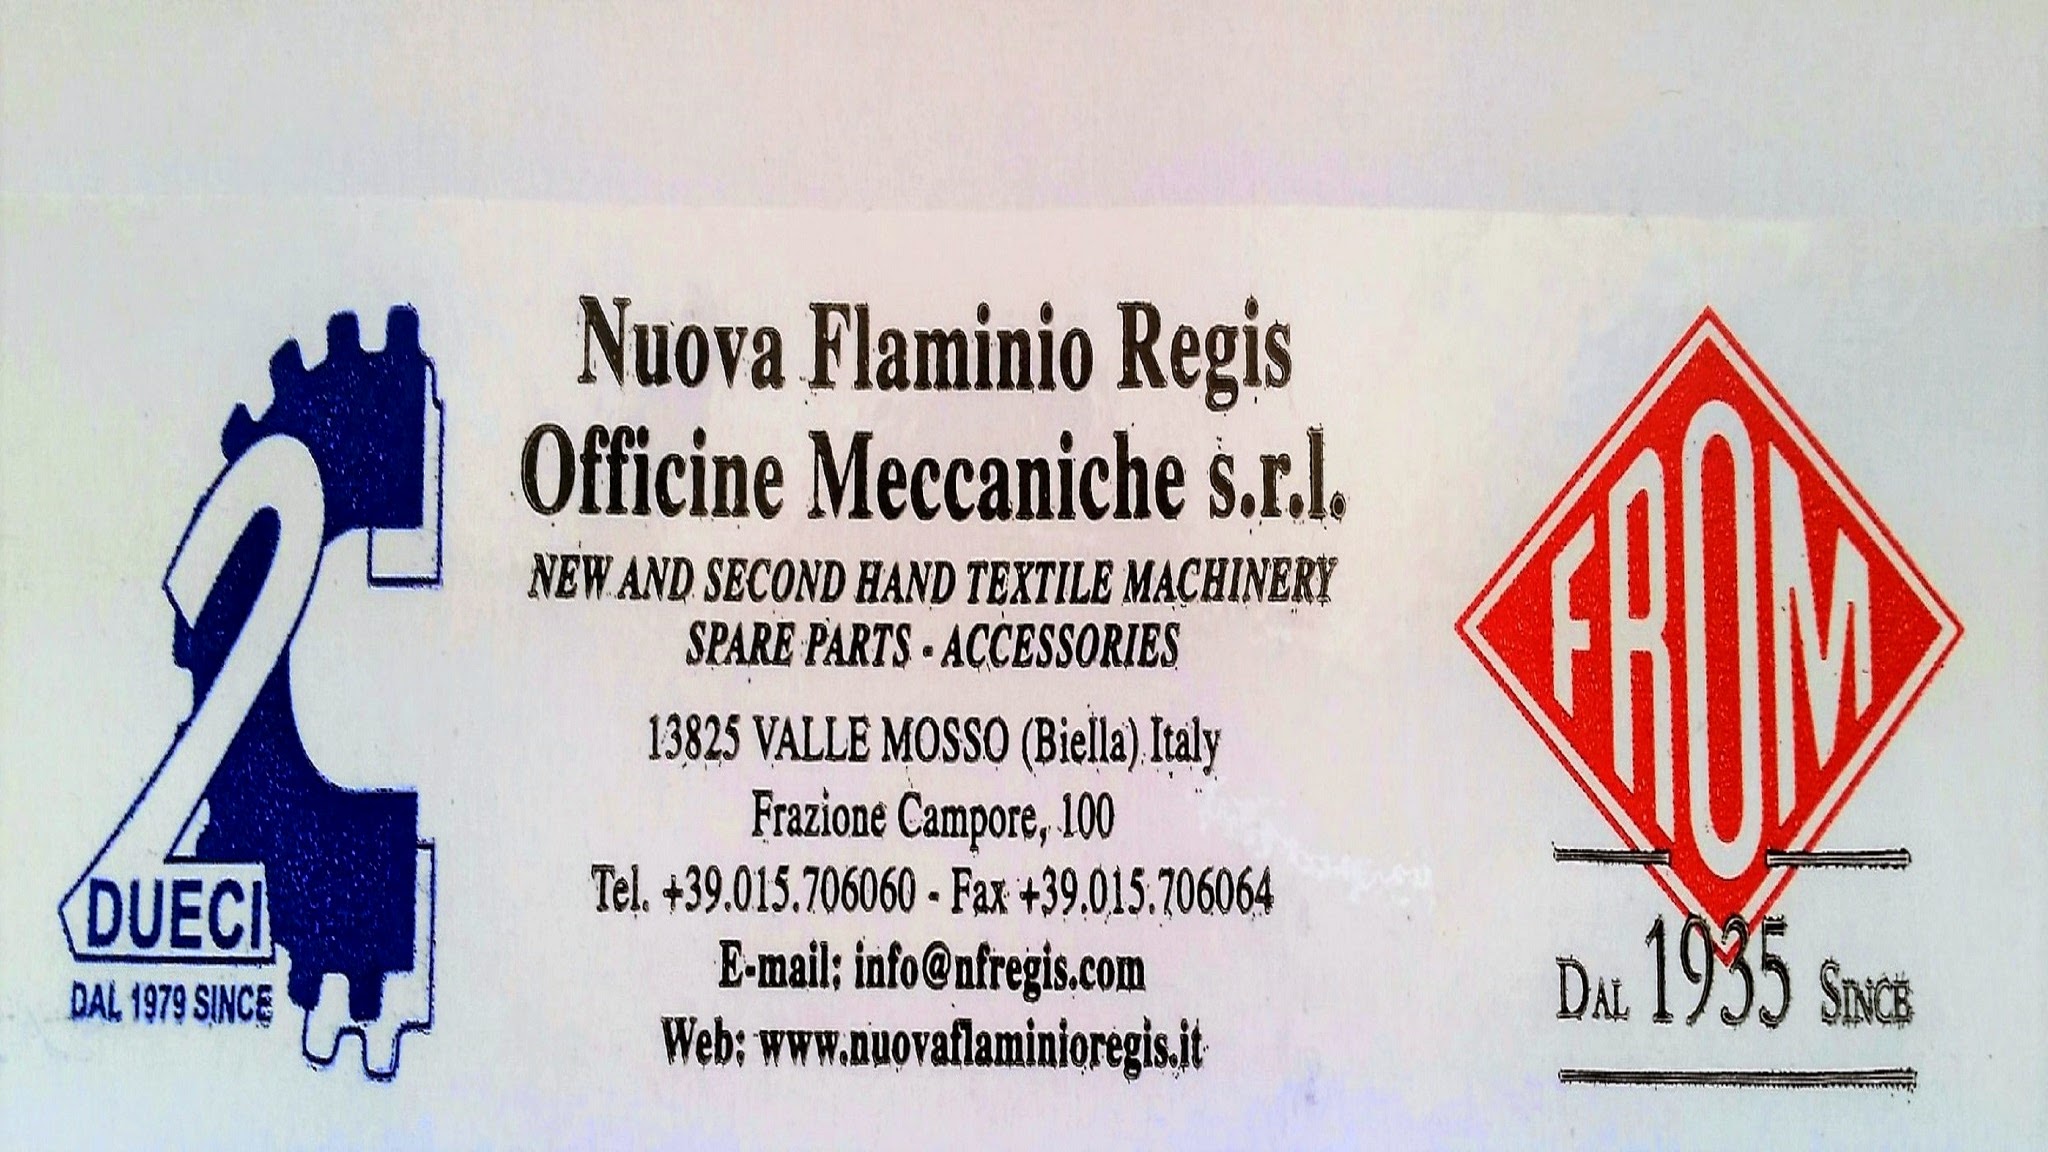 Nuova Flaminio Regis
Officine Meccaniche s.r.l.
NEW AND SECOND HAND TEXTILE MACHINERY
SPARE PARTS - ACCESSORIES
13825 VALLE MOSSO (Biella) Italy
Frazione Campore, 100
Tel. +39.015.706060 - Fax +39.015.706064
E-mail: info@nfregis.com
Web: www.nuovaflaminioregis.it
2C
DUECI
DAL 1979 SINCE
FROM
DAL 1935 SINCE